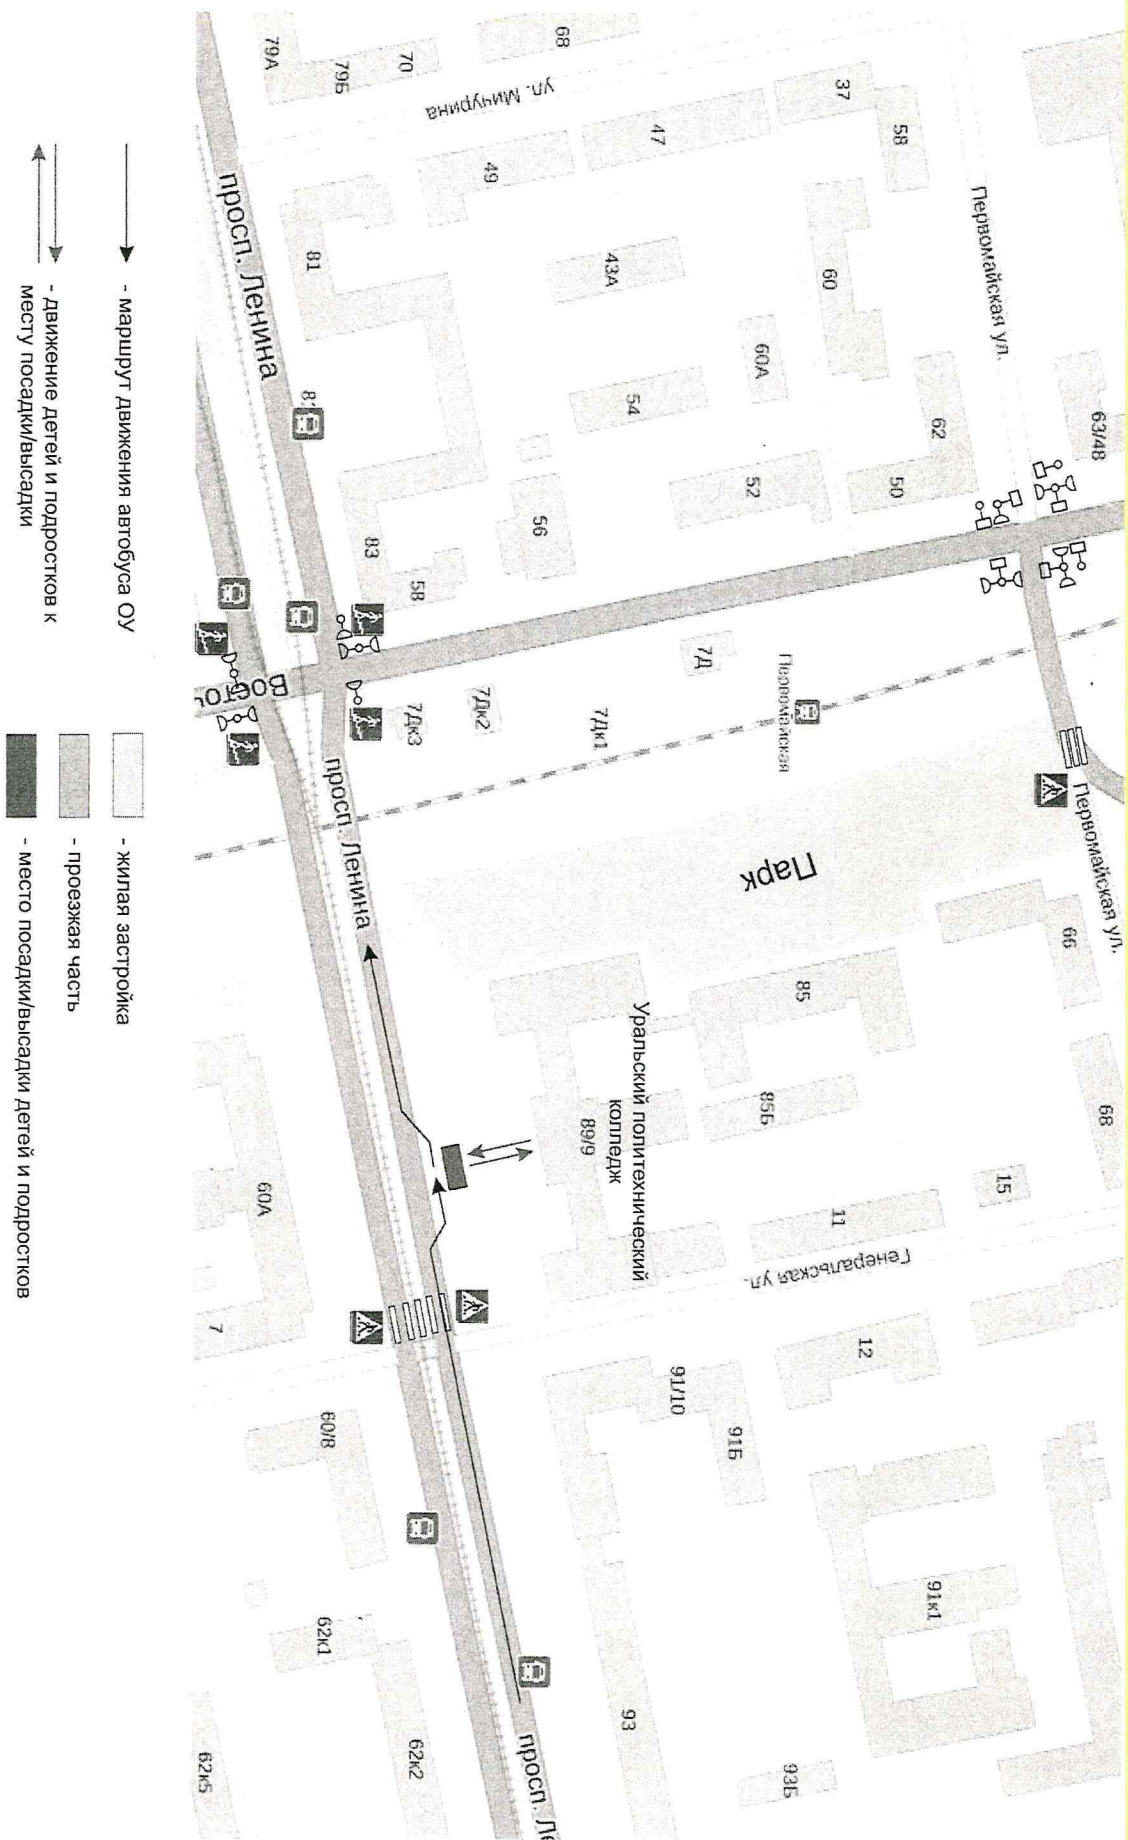 79А
79Б
70
68
ул. Мичурина
37
58
47
49
Первомайская ул.
81
43А
60
60А
54
62
63/48
50
52
56
83
58
просп. Ленина
7Д
7Дк2
7Дк3
7Дк1
Первомайская
Парк
Первомайская ул.
66
68
85
85Б
Уральский политехнический
колледж
89/9
15
11
Генеральская ул.
12
просп. Ленина
60А
7
91/10
91Б
60/8
91к1
62к1
93
93Б
62к2
62к5
- маршрут движения автобуса ОУ
- движение детей и подростков к
месту посадки/высадки
- жилая застройка
- проезжая часть
- место посадки/высадки детей и подростков